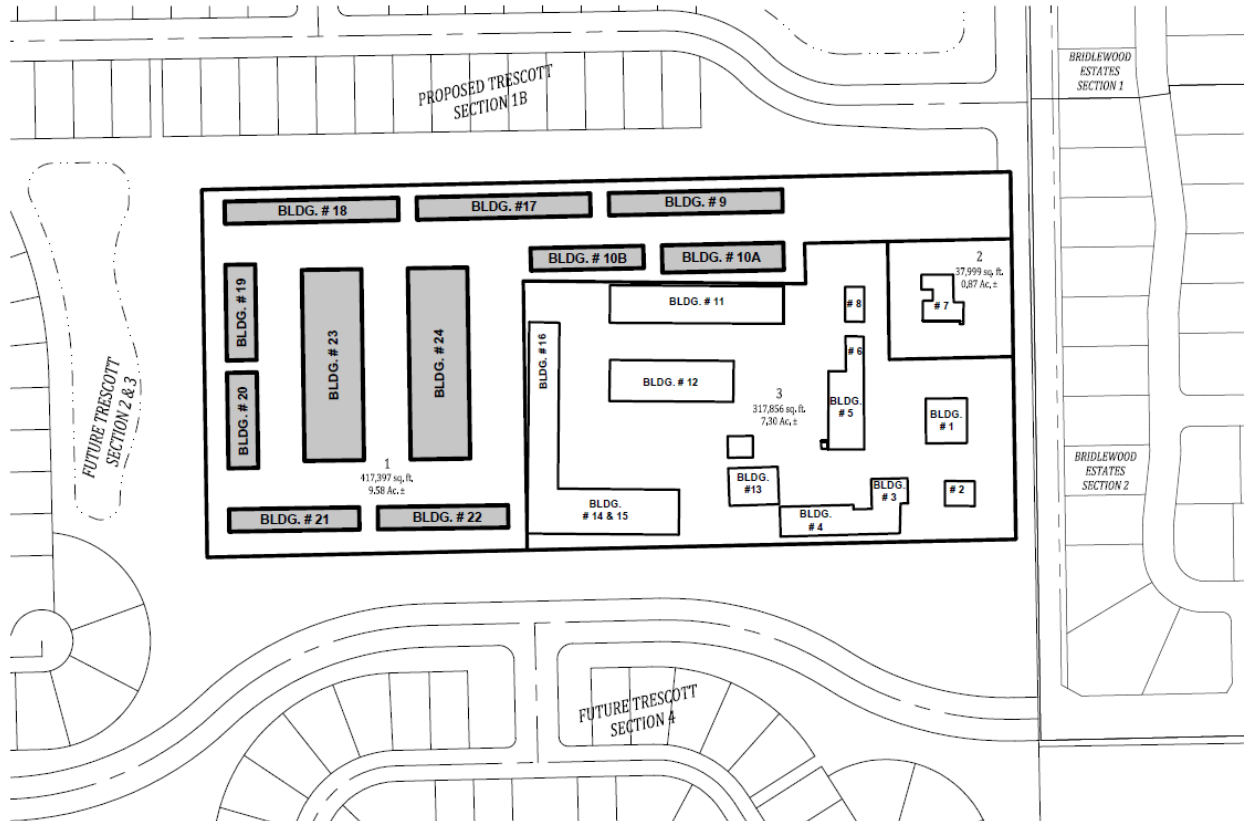 BRIDLEWOOD
ESTATES
SECTION 1
PROPOSED TRESCOTT
SECTION 1B
BLDG. # 18
BLDG. #17
BLDG. # 9
BLDG. # 10B
BLDG. # 10A
2
37,999 sq. ft.
0.87 Ac. ±
# 7
BLDG. # 11
# 8
BLDG. # 19
BLDG. # 23
BLDG. # 24
BLDG. # 16
# 6
BLDG. # 12
3
317,856 sq. ft.
7.30 Ac. ±
BLDG.
# 5
BLDG.
# 1
BLDG. # 20
FUTURE TRESCOTT
SECTION 2 & 3
1
417,397 sq. ft.
9.58 Ac. ±
BRIDLEWOOD
ESTATES
SECTION 2
BLDG.
#13
BLDG.
# 3
# 2
BLDG.
# 14 & 15
BLDG.
# 4
BLDG. # 21
BLDG. # 22
FUTURE TRESCOTT
SECTION 4